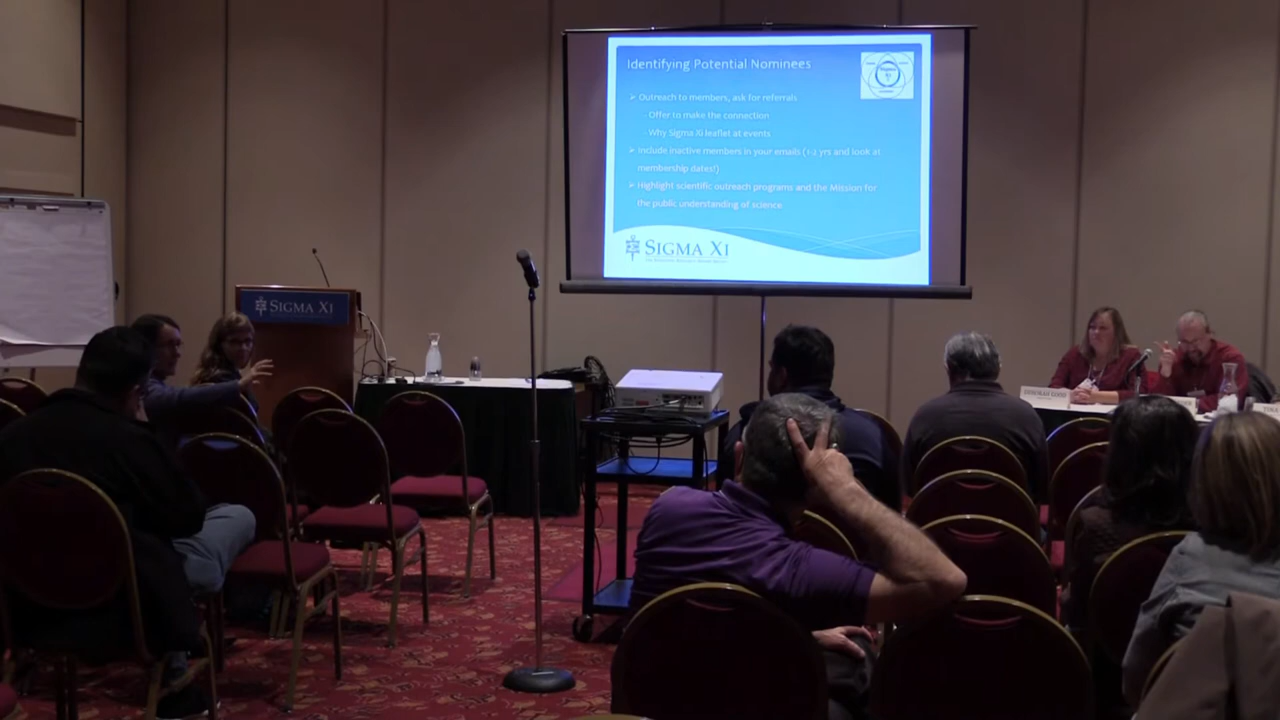 Identifying Potential Nominees
➢ Outreach to members, ask for referrals
- Offer to make the connection
- Why Sigma Xi leaflet at events
➢ Include inactive members in your emails (1-2 yrs and look at
membership dates!)
➢ Highlight scientific outreach programs and the Mission for
the public understanding of science
SIGMA XI
SIGMA XI